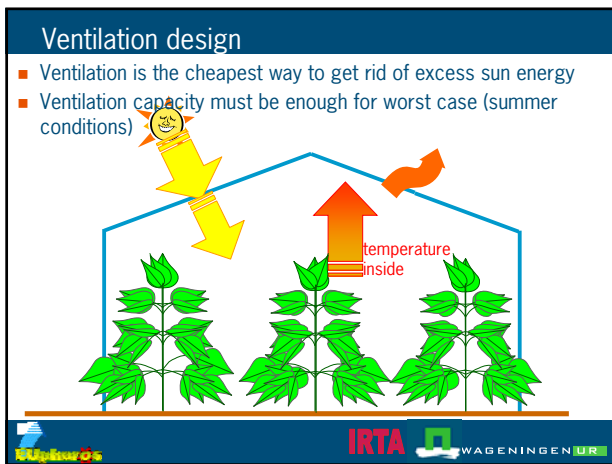 Ventilation design
Ventilation is the cheapest way to get rid of excess sun energy
Ventilation capacity must be enough for worst case (summer
conditions)
temperature
inside
EUphoros
IRTA
WAGENINGEN UR